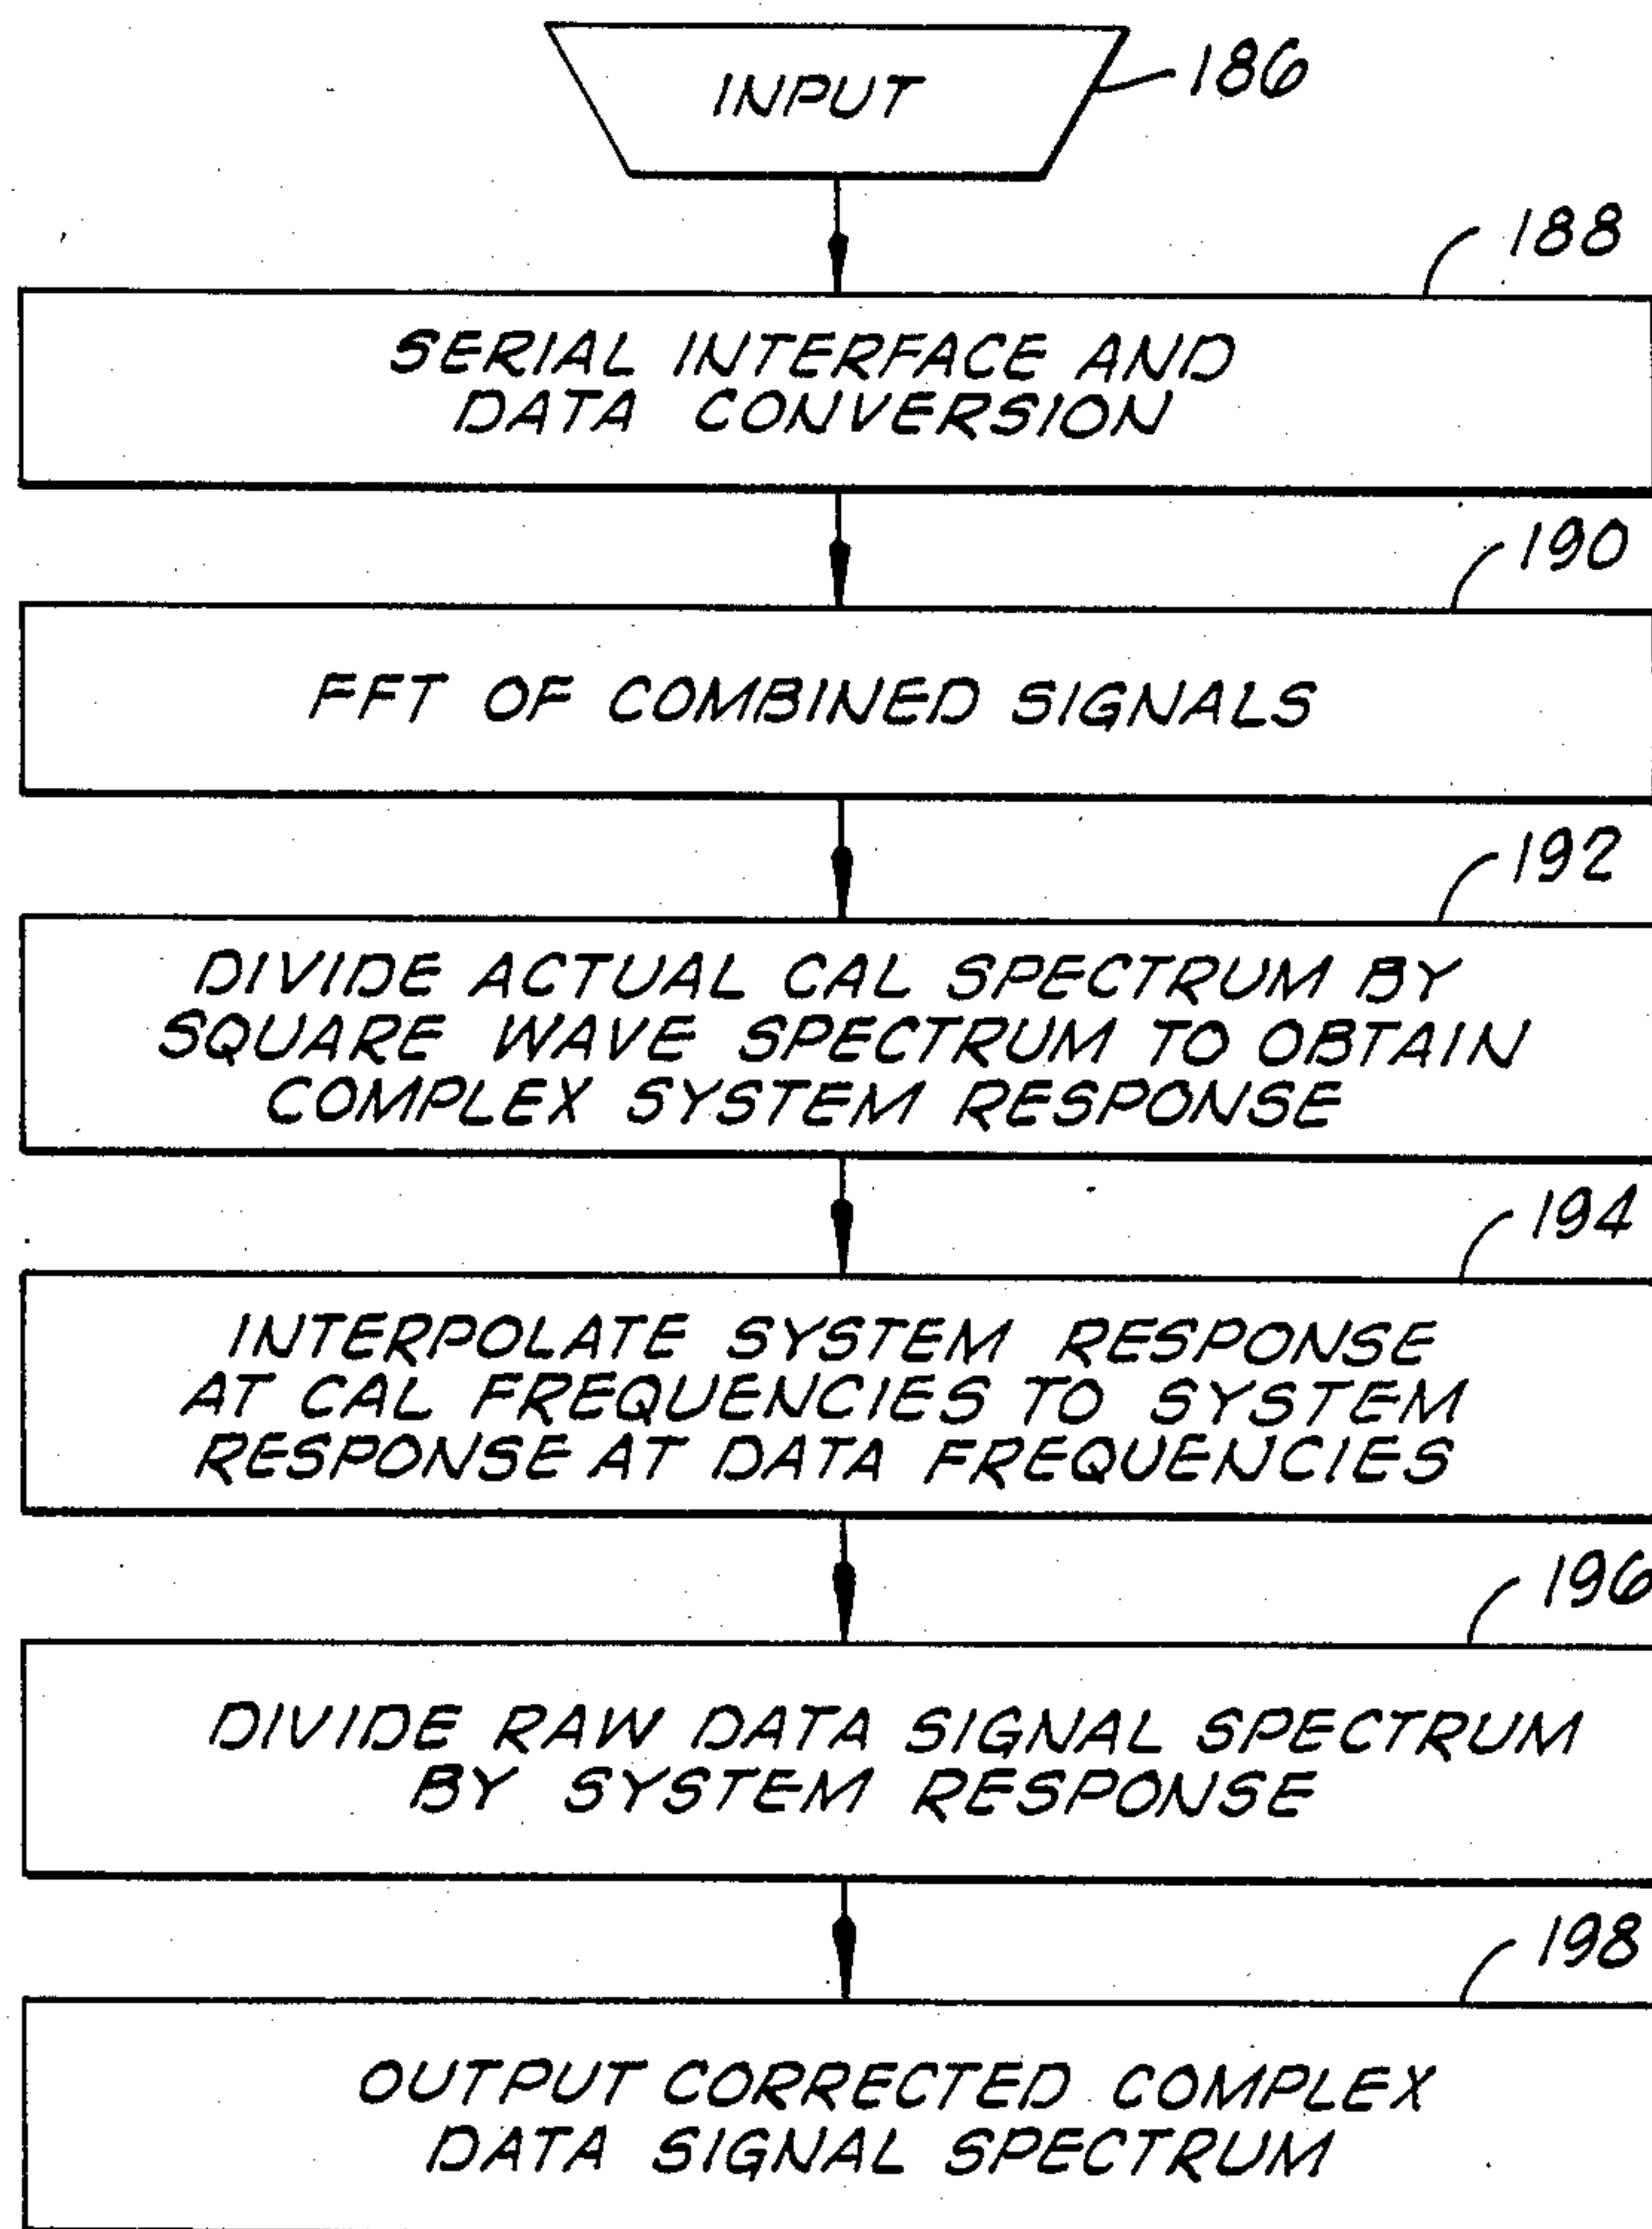 INPUT
186
188
SERIAL INTERFACE AND
DATA CONVERSION
190
FFT OF COMBINED SIGNALS
192
DIVIDE ACTUAL CAL SPECTRUM BY
SQUARE WAVE SPECTRUM TO OBTAIN
COMPLEX SYSTEM RESPONSE
194
INTERPOLATE SYSTEM RESPONSE
AT CAL FREQUENCIES TO SYSTEM
RESPONSE AT DATA FREQUENCIES
196
DIVIDE RAW DATA SIGNAL SPECTRUM
BY SYSTEM RESPONSE
198
OUTPUT CORRECTED COMPLEX
DATA SIGNAL SPECTRUM